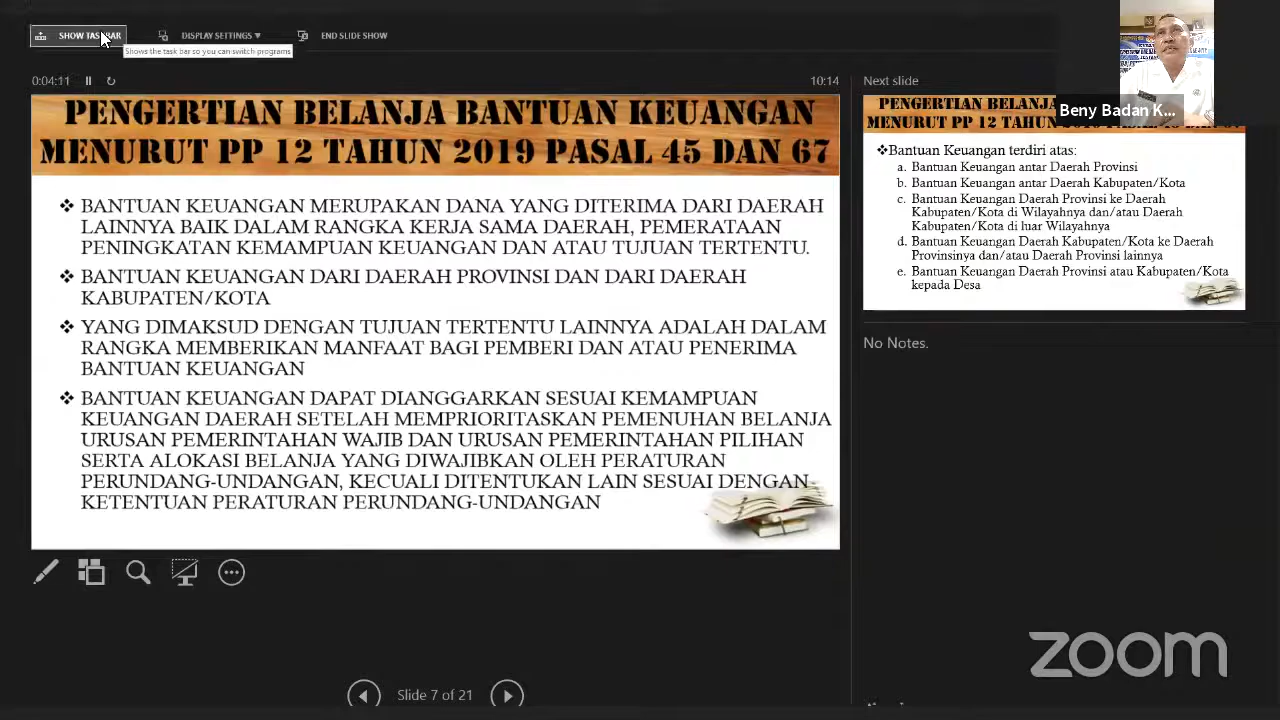 SHOW TASKBAR
DISPLAY SETTINGS ▼
END SLIDE SHOW
Shows the task bar so you can switch programs
0:04:11
10:14
PENGERTIAN BELANJA BANTUAN KEUANGAN
MENURUT PP 12 TAHUN 2019 PASAL 45 DAN 67
❖ BANTUAN KEUANGAN MERUPAKAN DANA YANG DITERIMA DARI DAERAH
LAINNYA BAIK DALAM RANGKA KERJA SAMA DAERAH, PEMERATAAN
PENINGKATAN KEMAMPUAN KEUANGAN DAN ATAU TUJUAN TERTENTU.
❖ BANTUAN KEUANGAN DARI DAERAH PROVINSI DAN DARI DAERAH
KABUPATEN/KOTA
❖ YANG DIMAKSUD DENGAN TUJUAN TERTENTU LAINNYA ADALAH DALAM
RANGKA MEMBERIKAN MANFAAT BAGI PEMBERI DAN ATAU PENERIMA
BANTUAN KEUANGAN
❖ BANTUAN KEUANGAN DAPAT DIANGGARKAN SESUAI KEMAMPUAN
KEUANGAN DAERAH SETELAH MEMPRIORITASKAN PEMENUHAN BELANJA
URUSAN PEMERINTAHAN WAJIB DAN URUSAN PEMERINTAHAN PILIHAN
SERTA ALOKASI BELANJA YANG DIWAJIBKAN OLEH PERATURAN
PERUNDANG-UNDANGAN, KECUALI DITENTUKAN LAIN SESUAI DENGAN
KETENTUAN PERATURAN PERUNDANG-UNDANGAN
Slide 7 of 21
Next slide
Beny Badan K...
PENGERTIAN BELANJA
MENURUT PP 12 TAHUN
❖Bantuan Keuangan terdiri atas:
a. Bantuan Keuangan antar Daerah Provinsi
b. Bantuan Keuangan antar Daerah Kabupaten/Kota
c. Bantuan Keuangan Daerah Provinsi ke Daerah
Kabupaten/Kota di Wilayahnya dan/atau Daerah
Kabupaten/Kota di luar Wilayahnya
d. Bantuan Keuangan Daerah Kabupaten/Kota ke Daerah
Provinsinya dan/atau Daerah Provinsi lainnya
e. Bantuan Keuangan Daerah Provinsi atau Kabupaten/Kota
kepada Desa
No Notes.
zoom